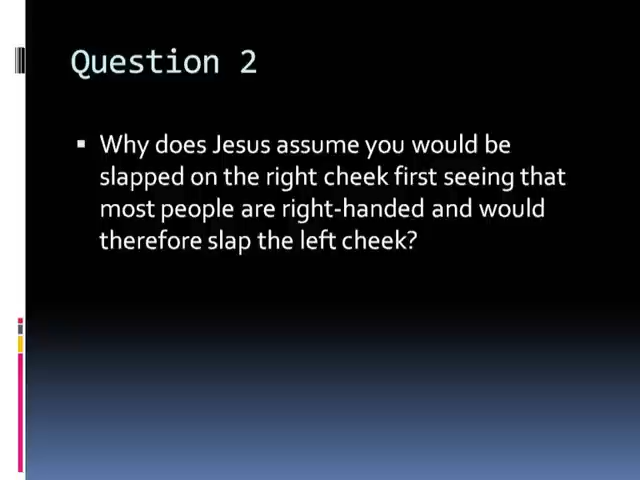 Question 2
Why does Jesus assume you would be
slapped on the right cheek first seeing that
most people are right-handed and would
therefore slap the left cheek?